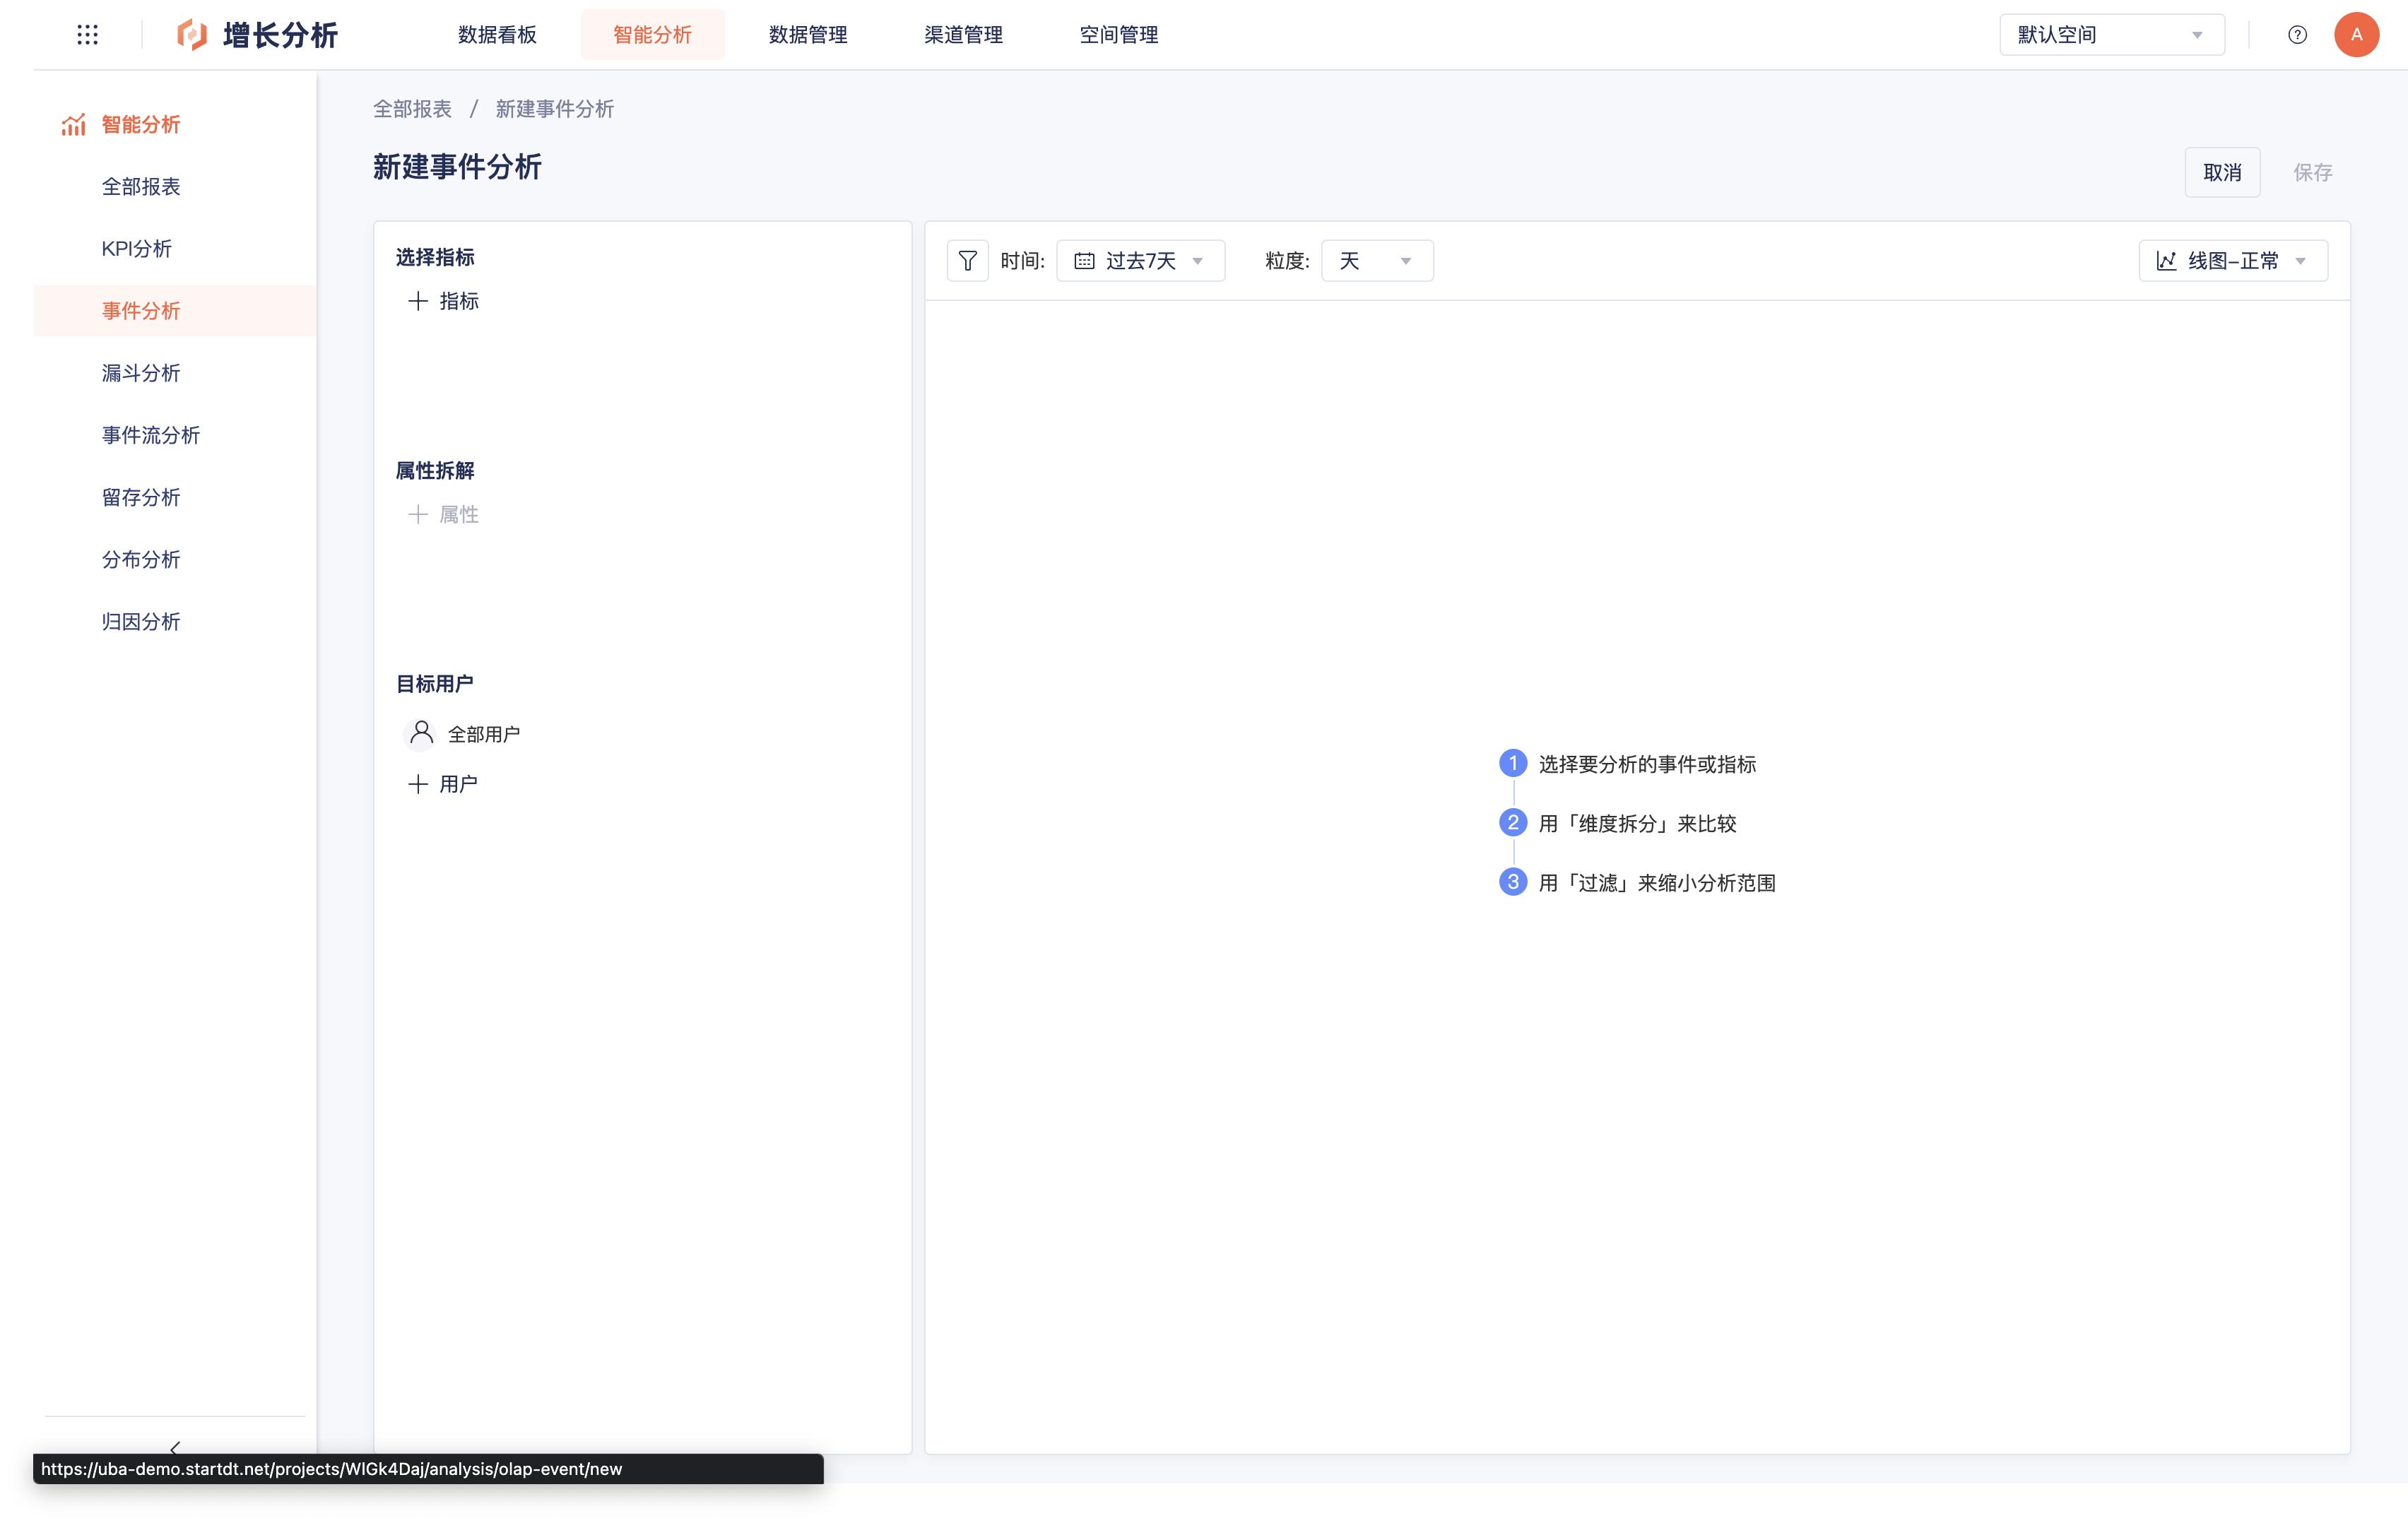 增长分析
数据看板
智能分析
数据管理
渠道管理
空间管理
默认空间
A
智能分析
全部报表
KPI分析
事件分析
漏斗分析
事件流分析
留存分析
分布分析
归因分析
全部报表 / 新建事件分析
新建事件分析
取消
保存
选择指标
指标
属性拆解
属性
目标用户
全部用户
用户
时间: 过去7天
粒度: 天
线图-正常
1 选择要分析的事件或指标
2 用「维度拆分」来比较
3 用「过滤」来缩小分析范围
https://uba-demo.startdt.net/projects/WlGk4Daj/analysis/olap-event/new